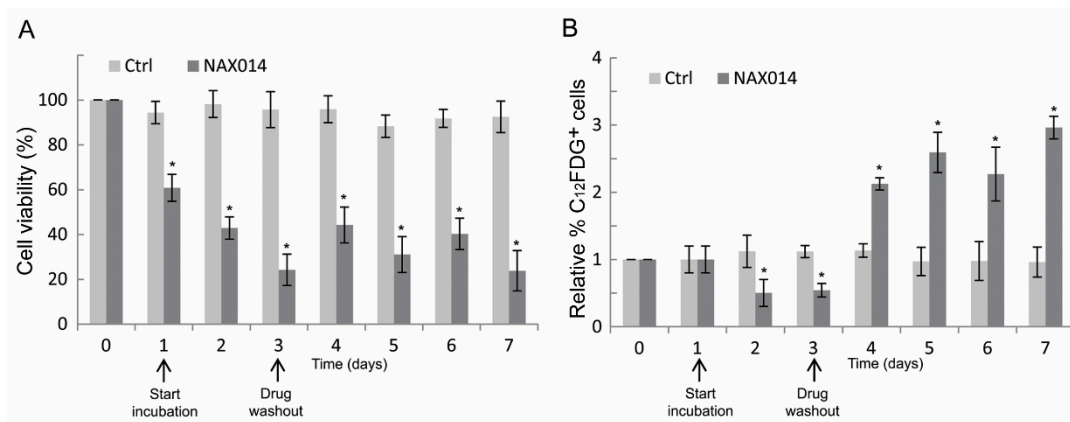 A
Ctrl NAX014
Cell viability (%)
100
80
60
40
20
0
* * * * * * *
0 1 2 3 4 5 6 7
Time (days)
Start
incubation
Drug
washout
B
Ctrl NAX014
Relative % C₁₂FDG⁺ cells
4
3
2
1
0
* * * * * *
0 1 2 3 4 5 6 7
Time (days)
Start
incubation
Drug
washout